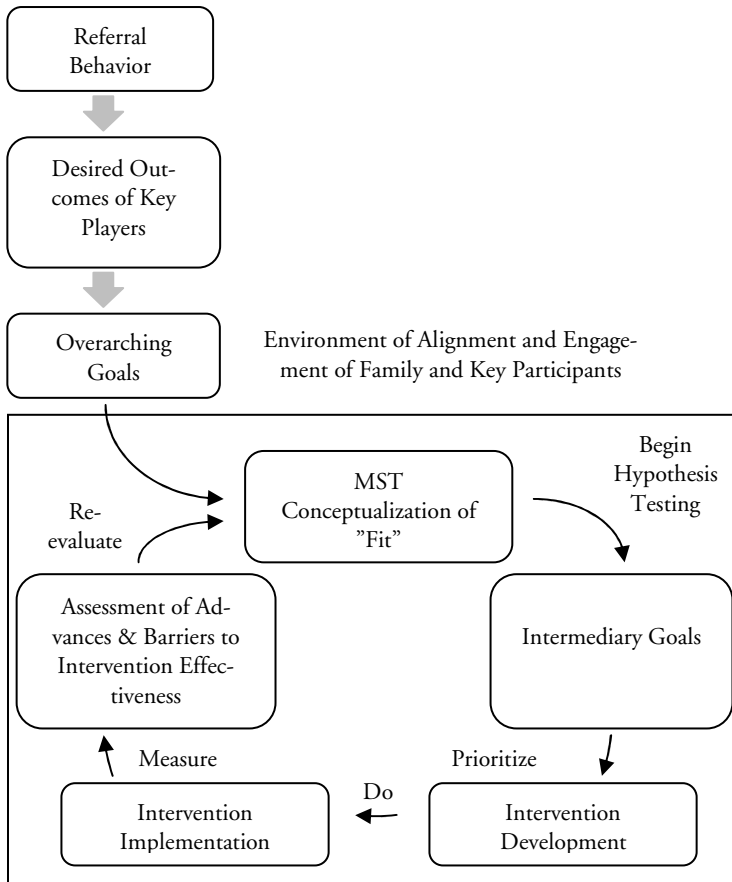 Referral
Behavior
Desired Out-
comes of Key
Players
Overarching
Goals
Environment of Alignment and Engage-
ment of Family and Key Participants
MST
Conceptualization of
”Fit”
Begin
Hypothesis
Testing
Re-
evaluate
Assessment of Ad-
vances & Barriers to
Intervention Effec-
tiveness
Intermediary Goals
Measure
Prioritize
Do
Intervention
Implementation
Intervention
Development